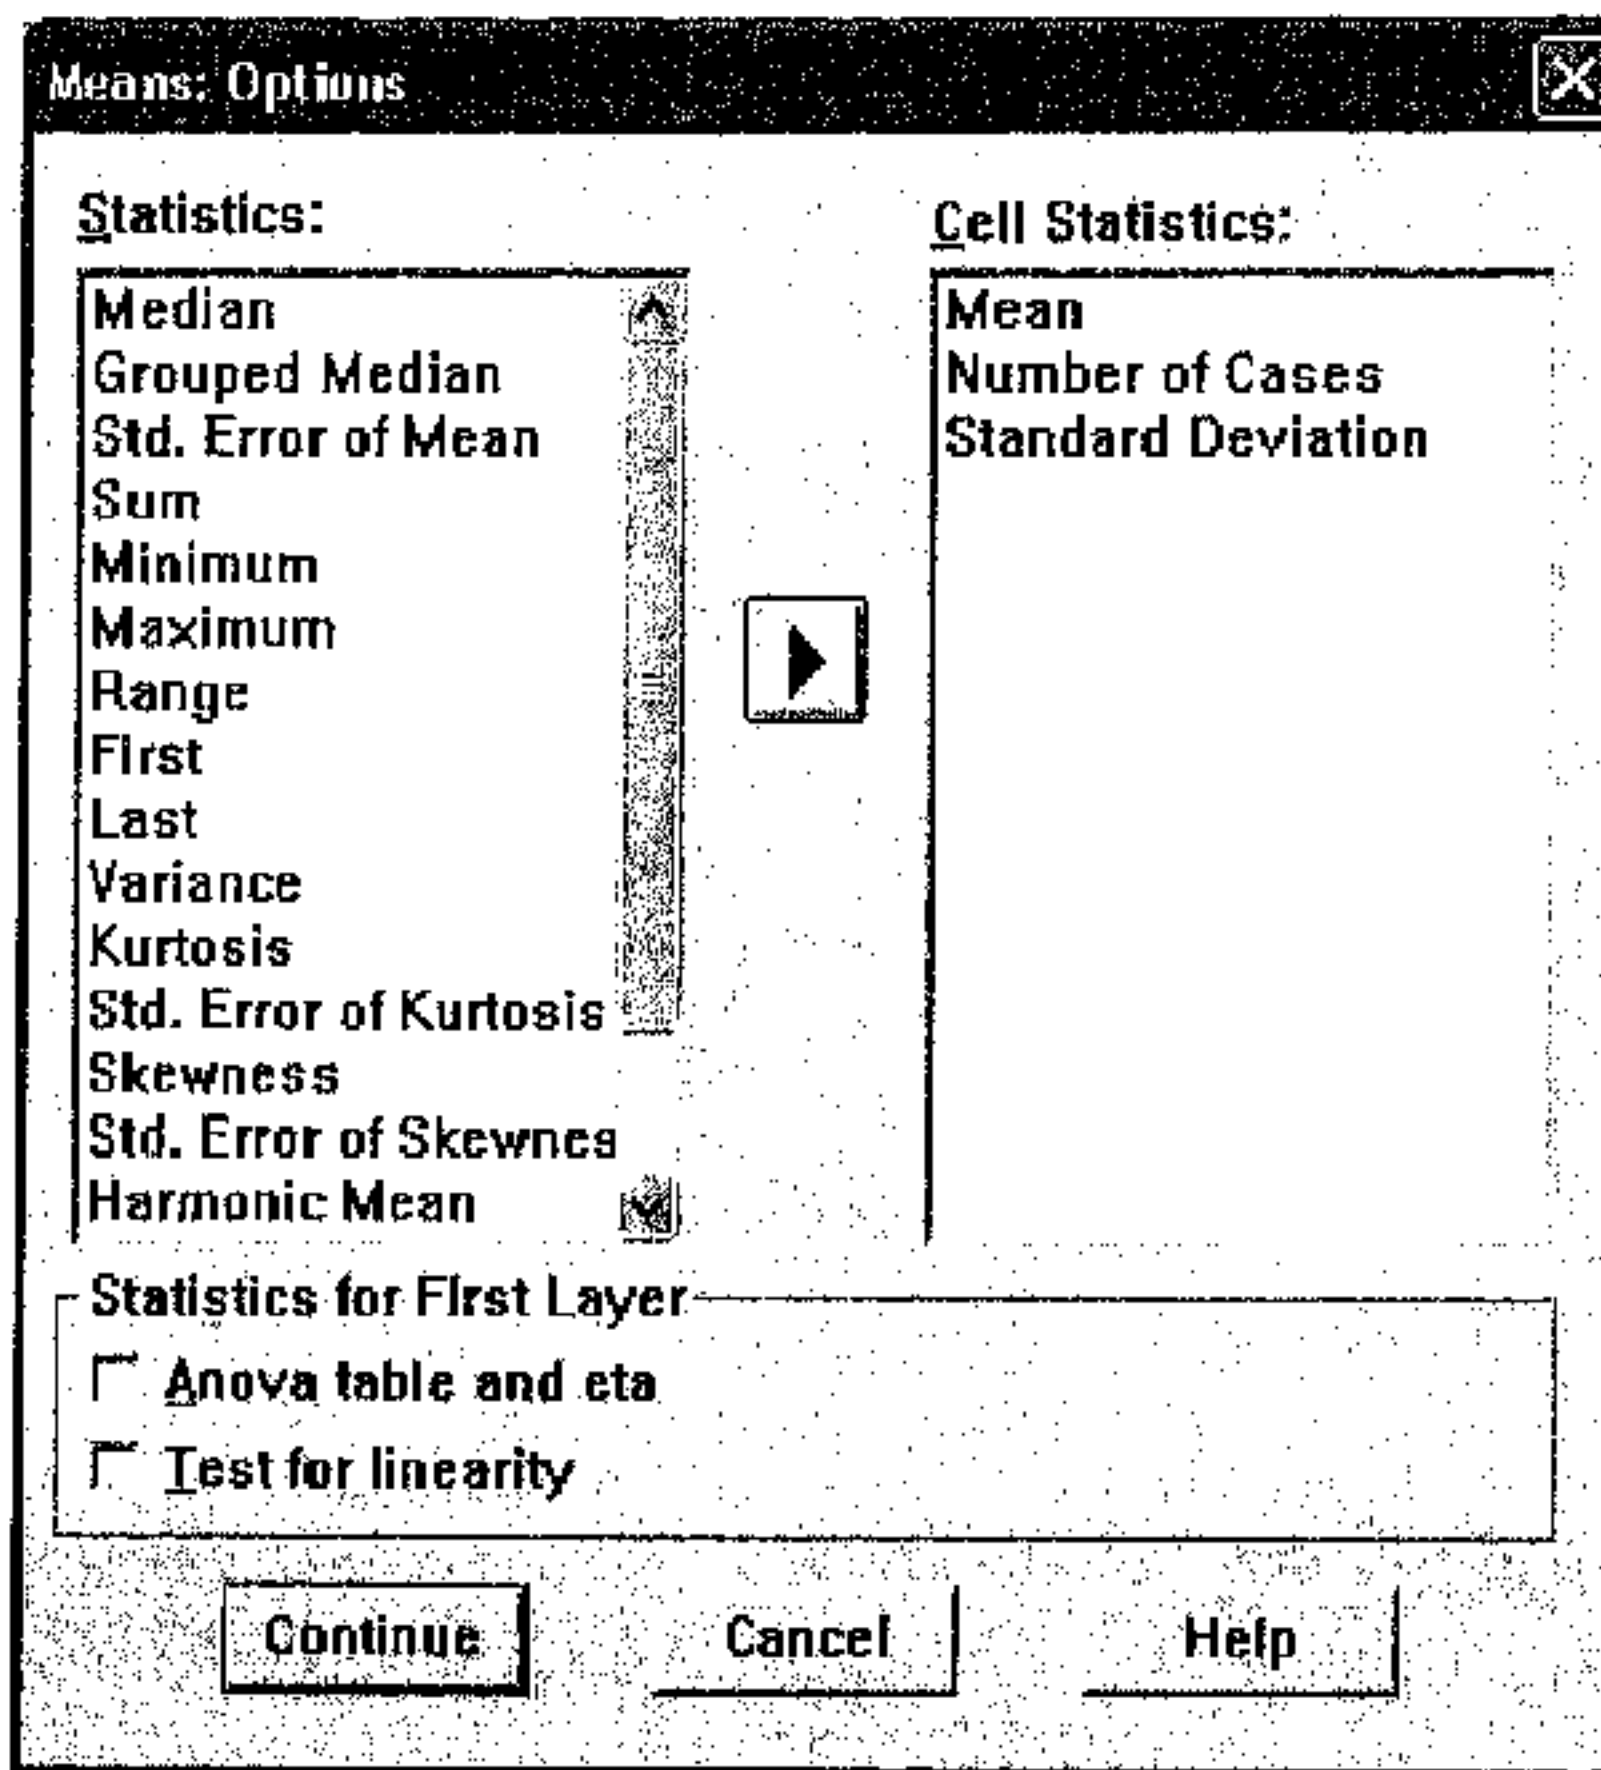 Means: Options
Statistics:
Median
Grouped Median
Std. Error of Mean
Sum
Minimum
Maximum
Range
First
Last
Variance
Kurtosis
Std. Error of Kurtosis
Skewness
Std. Error of Skewnes
Harmonic Mean
Cell Statistics:
Mean
Number of Cases
Standard Deviation
Statistics for First Layer
Anova table and eta
Test for linearity
Continue
Cancel
Help